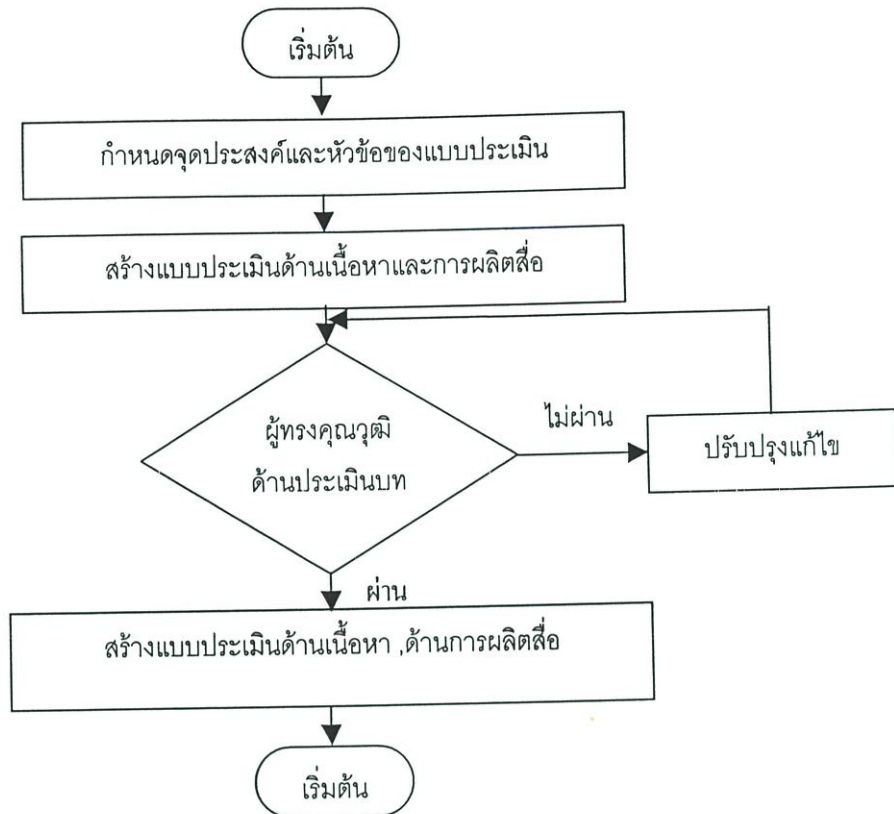 เริ่มต้น
กำหนดจุดประสงค์และหัวข้อของแบบประเมิน
สร้างแบบประเมินด้านเนื้อหาและการผลิตสื่อ
ผู้ทรงคุณวุฒิ
ด้านประเมินบท
ไม่ผ่าน
ปรับปรุงแก้ไข
ผ่าน
สร้างแบบประเมินด้านเนื้อหา ,ด้านการผลิตสื่อ
เริ่มต้น